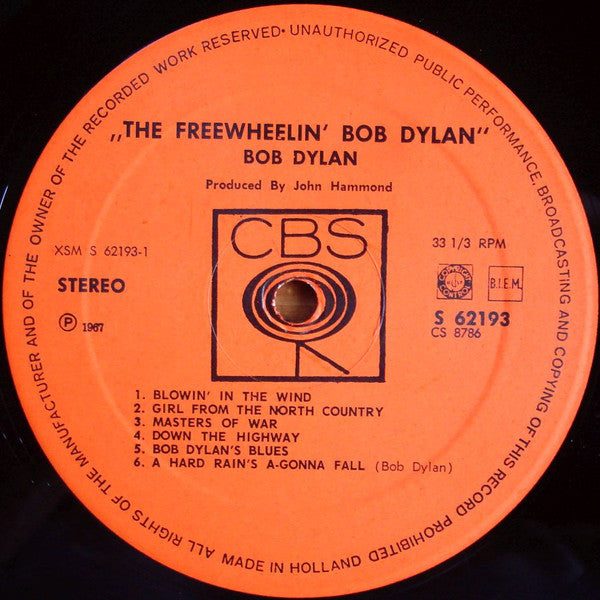 ALL RIGHTS OF THE MANUFACTURER AND OF THE OWNER OF THE RECORDED WORK RESERVED • UNAUTHORIZED PUBLIC PERFORMANCE, BROADCASTING AND COPYING OF THIS RECORD PROHIBITED
„THE FREEWHEELIN' BOB DYLAN"
BOB DYLAN
Produced By John Hammond
CBS
XSM S 62193-1
STEREO
Ⓟ 1967
33 1/3 RPM
B.I.E.M.
S 62193
CS 8786
1. BLOWIN' IN THE WIND
2. GIRL FROM THE NORTH COUNTRY
3. MASTERS OF WAR
4. DOWN THE HIGHWAY
5. BOB DYLAN'S BLUES
6. A HARD RAIN'S A-GONNA FALL (Bob Dylan)
MADE IN HOLLAND